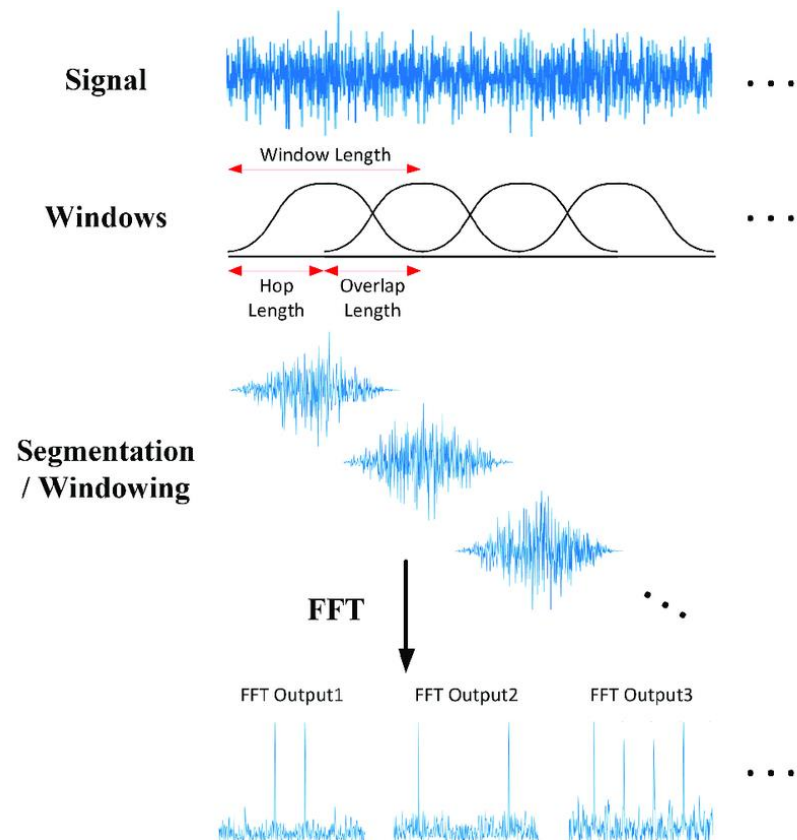 Signal
Window Length
Windows
Hop
Length
Overlap
Length
Segmentation
/ Windowing
FFT
FFT Output1
FFT Output2
FFT Output3